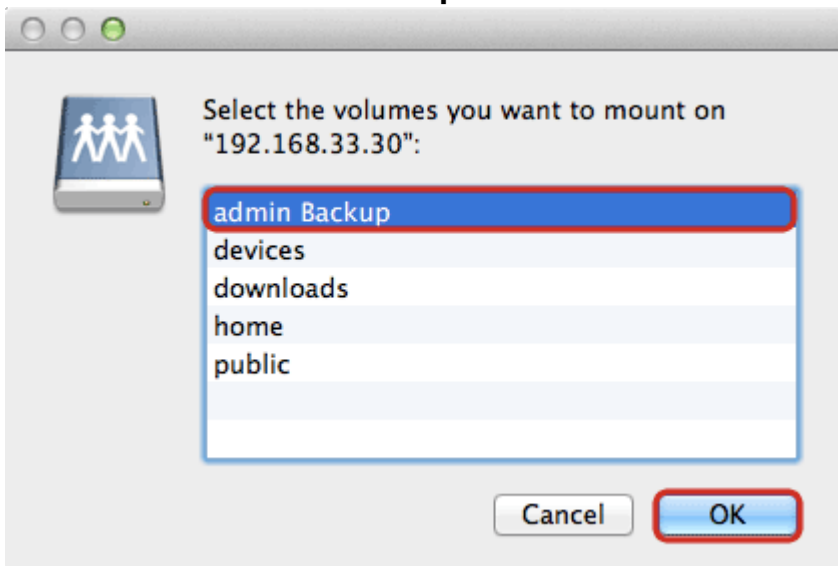 Select the volumes you want to mount on
"192.168.33.30":
admin Backup
devices
downloads
home
public
Cancel
OK